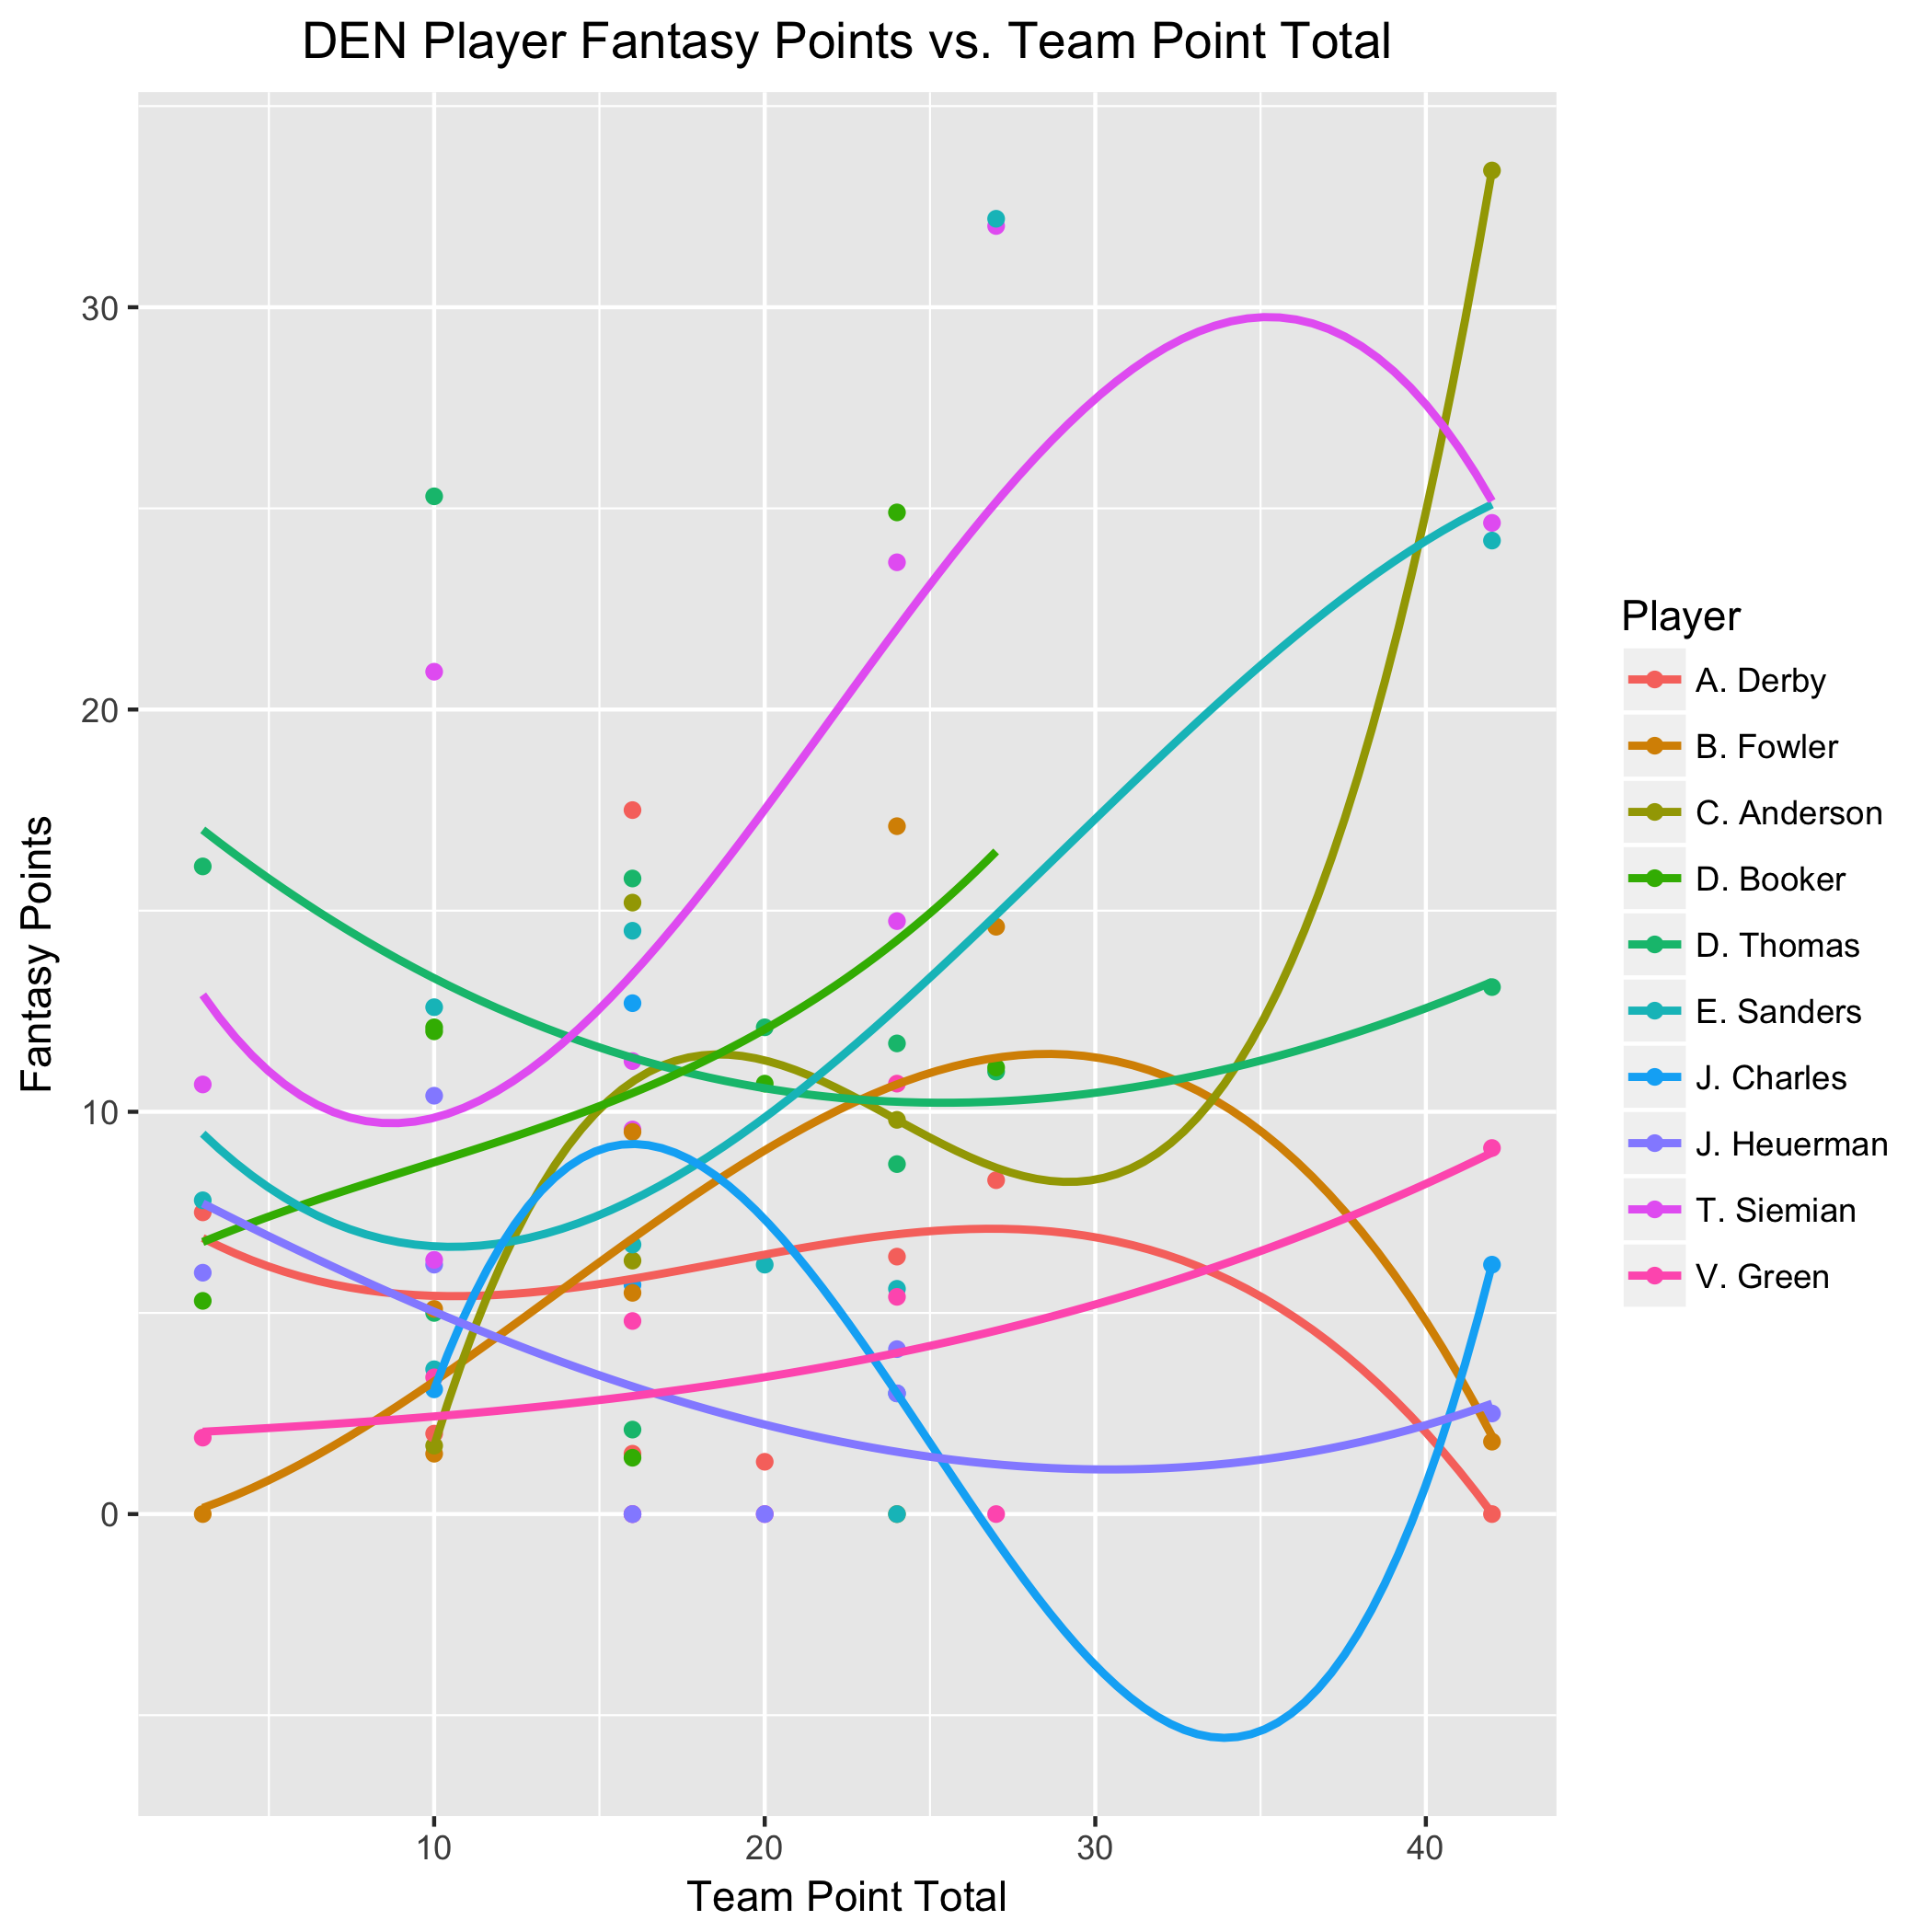 DEN Player Fantasy Points vs. Team Point Total
Fantasy Points
30
20
10
0
10
20
30
40
Team Point Total
Player
A. Derby
B. Fowler
C. Anderson
D. Booker
D. Thomas
E. Sanders
J. Charles
J. Heuerman
T. Siemian
V. Green